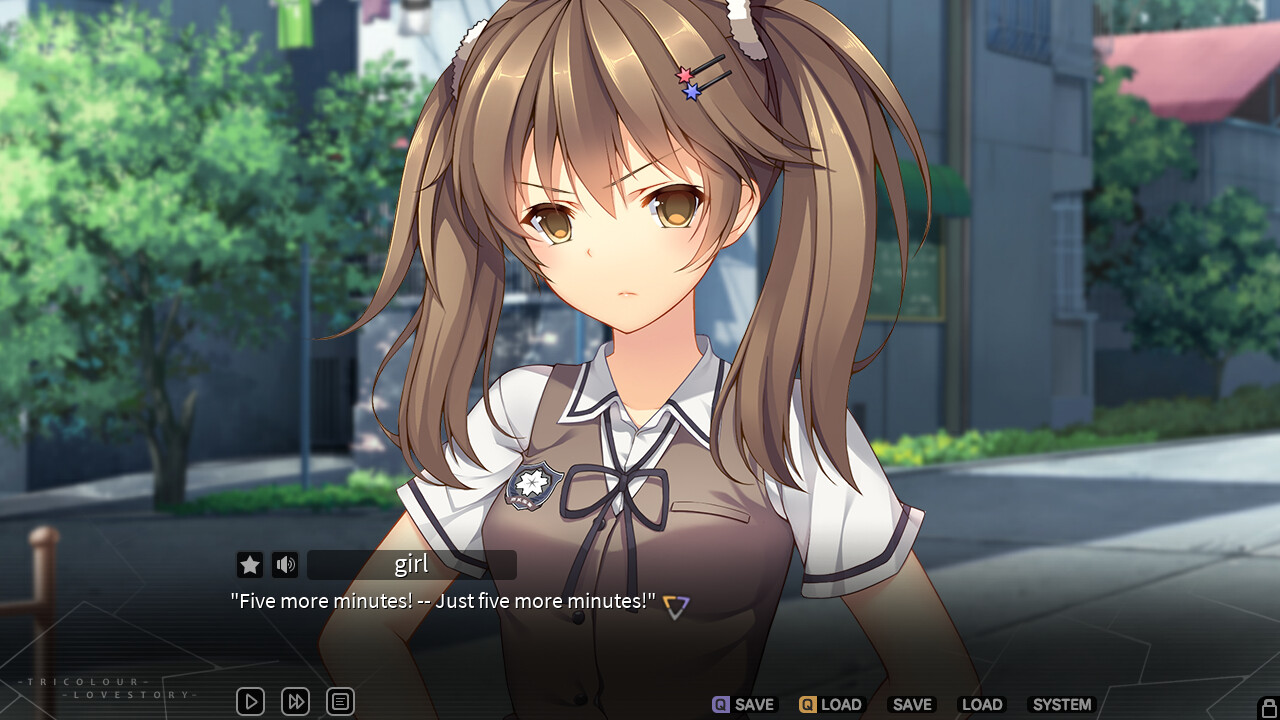 girl
"Five more minutes! -- Just five more minutes!"
-TRICOLOUR-
-LOVESTORY-
Q SAVE
Q LOAD
SAVE
LOAD
SYSTEM